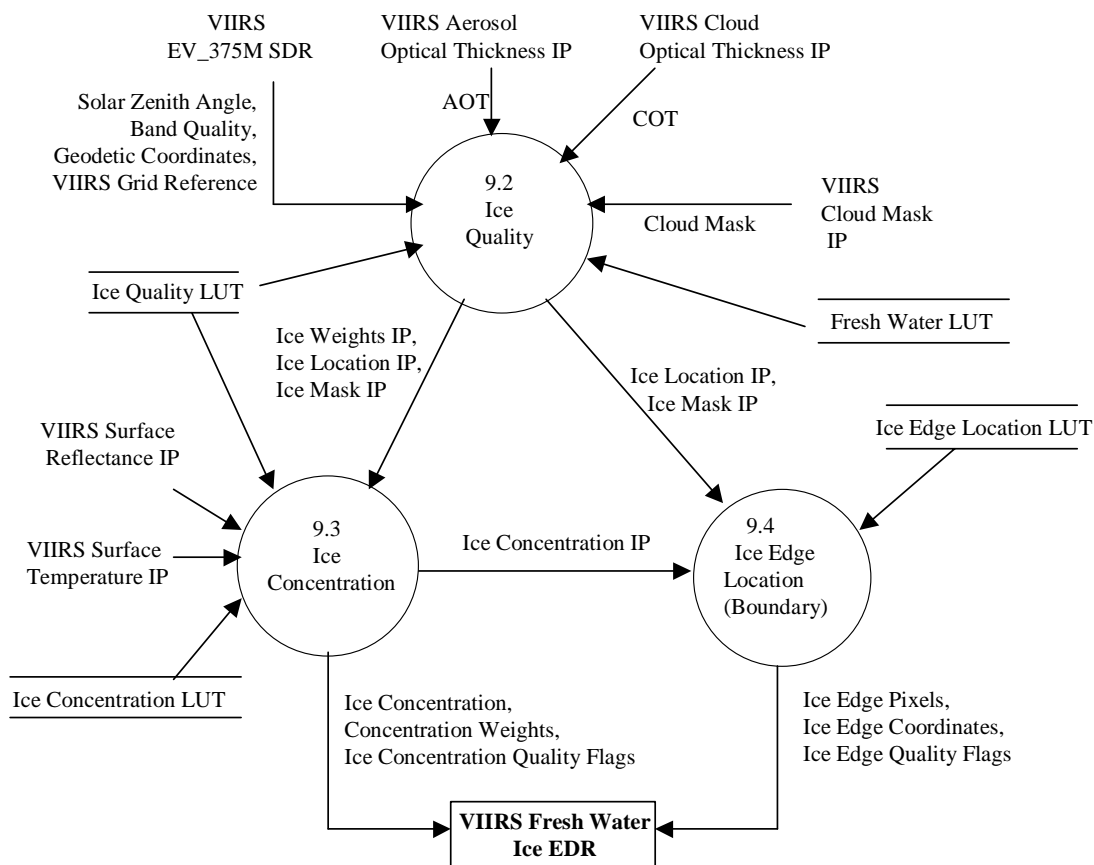 VIIRS
EV_375M SDR
VIIRS Aerosol
Optical Thickness IP
VIIRS Cloud
Optical Thickness IP
Solar Zenith Angle,
Band Quality,
Geodetic Coordinates,
VIIRS Grid Reference
AOT
COT
9.2
Ice
Quality
Cloud Mask
VIIRS
Cloud Mask
IP
Ice Quality LUT
Fresh Water LUT
Ice Weights IP,
Ice Location IP,
Ice Mask IP
Ice Location IP,
Ice Mask IP
Ice Edge Location LUT
VIIRS Surface
Reflectance IP
VIIRS Surface
Temperature IP
9.3
Ice
Concentration
Ice Concentration IP
9.4
Ice Edge
Location
(Boundary)
Ice Concentration LUT
Ice Concentration,
Concentration Weights,
Ice Concentration Quality Flags
Ice Edge Pixels,
Ice Edge Coordinates,
Ice Edge Quality Flags
VIIRS Fresh Water
Ice EDR